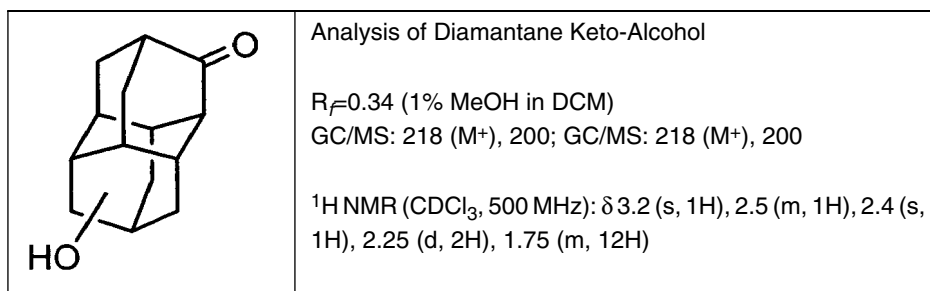 Analysis of Diamantane Keto-Alcohol
O
R𝑓=0.34 (1% MeOH in DCM)
GC/MS: 218 (M⁺), 200; GC/MS: 218 (M⁺), 200
¹H NMR (CDCl₃, 500 MHz): δ 3.2 (s, 1H), 2.5 (m, 1H), 2.4 (s,
1H), 2.25 (d, 2H), 1.75 (m, 12H)
HO